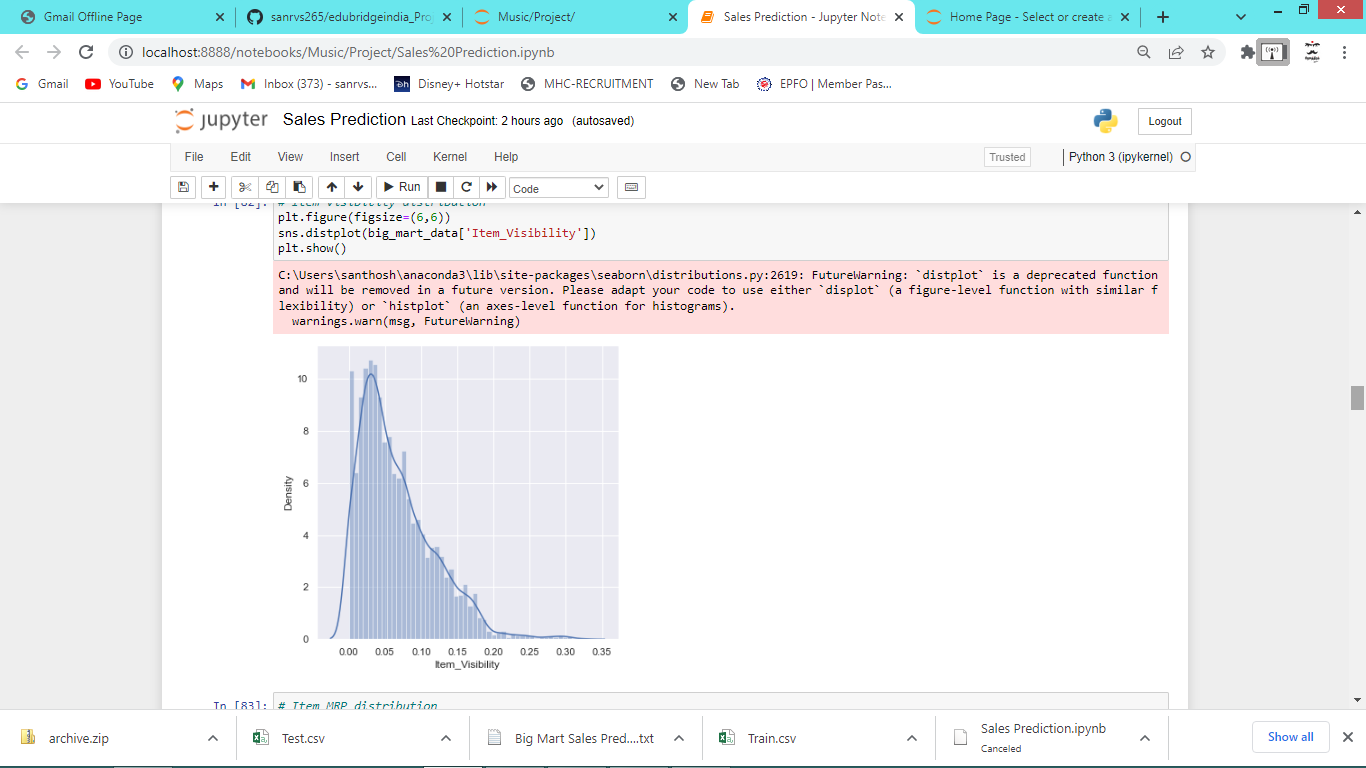 Gmail Offline Page
sanrvs265/edubridgeindia_Proj
Music/Project/
Sales Prediction - Jupyter Note
Home Page - Select or create a
localhost:8888/notebooks/Music/Project/Sales%20Prediction.ipynb
Gmail
YouTube
Maps
Inbox (373) - sanrvs...
Disney+ Hotstar
MHC-RECRUITMENT
New Tab
EPFO | Member Pas...
jupyter
Sales Prediction Last Checkpoint: 2 hours ago (autosaved)
Logout
File
Edit
View
Insert
Cell
Kernel
Help
Trusted
Python 3 (ipykernel)
Run
Code
In [82]: # Item Visibility distribution
plt.figure(figsize=(6,6))
sns.distplot(big_mart_data['Item_Visibility'])
plt.show()
C:\Users\santhosh\anaconda3\lib\site-packages\seaborn\distributions.py:2619: FutureWarning: `distplot` is a deprecated function
and will be removed in a future version. Please adapt your code to use either `displot` (a figure-level function with similar f
lexibility) or `histplot` (an axes-level function for histograms).
warnings.warn(msg, FutureWarning)
10
8
6
4
2
0
Density
0.00 0.05 0.10 0.15 0.20 0.25 0.30 0.35
Item_Visibility
In [83]: # Item MRP distribution
archive.zip
Test.csv
Big Mart Sales Pred....txt
Train.csv
Sales Prediction.ipynb
Canceled
Show all